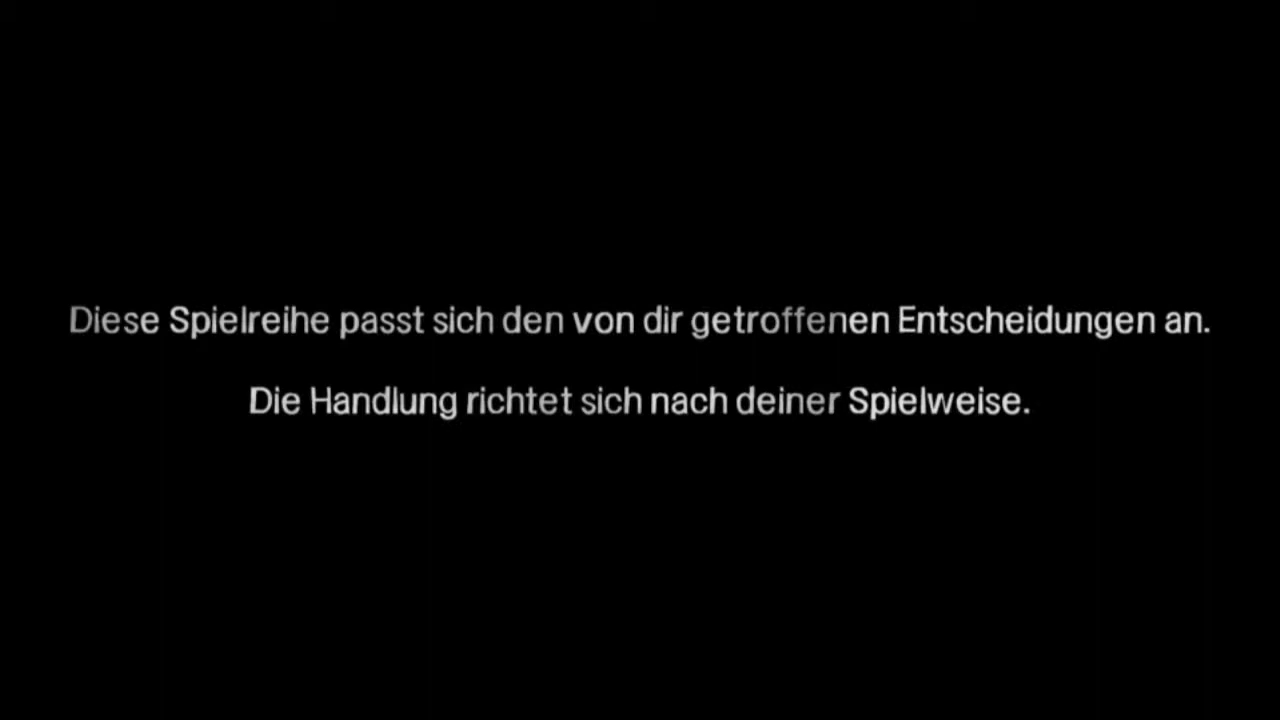 Diese Spielreihe passt sich den von dir getroffenen Entscheidungen an.
Die Handlung richtet sich nach deiner Spielweise.